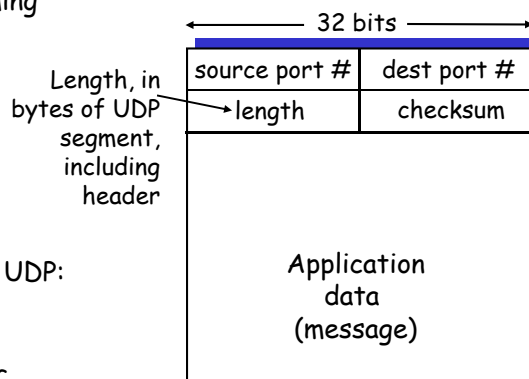 32 bits
source port #
dest port #
Length, in
bytes of UDP
segment,
including
header
length
checksum
UDP:
Application
data
(message)